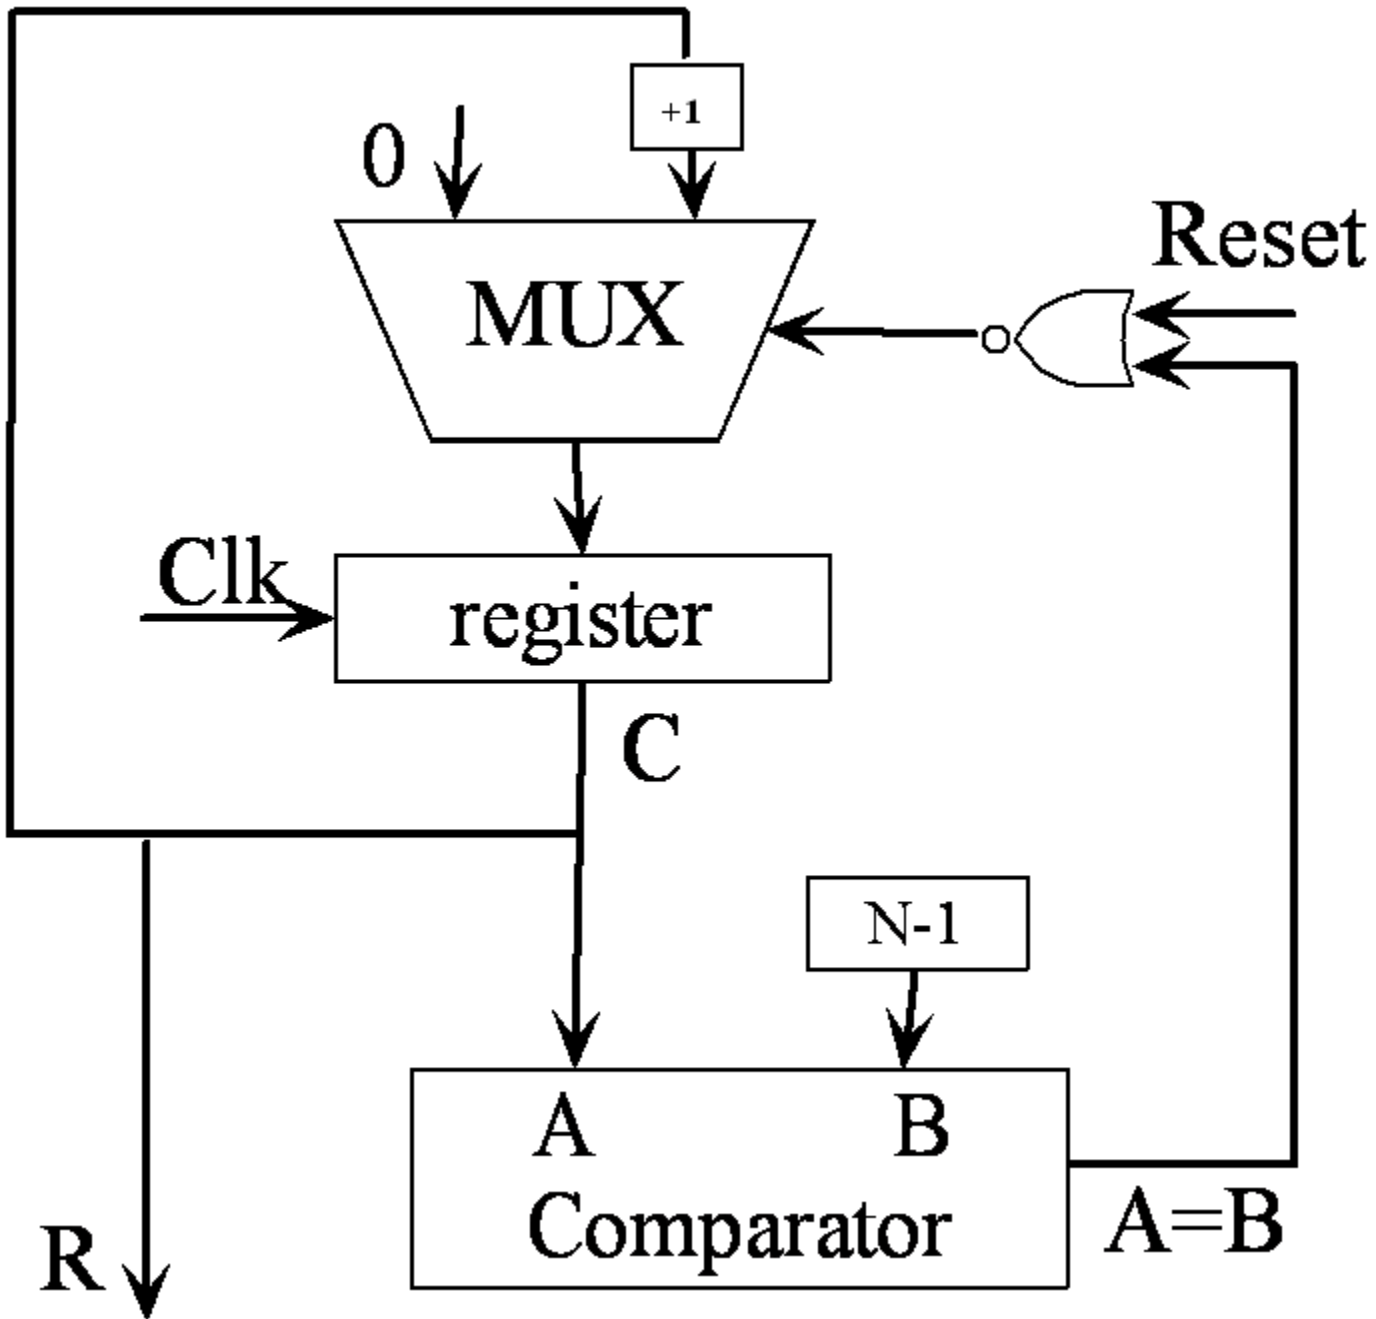 +1
0
Reset
MUX
Clk
register
C
N-1
A
B
Comparator
A=B
R